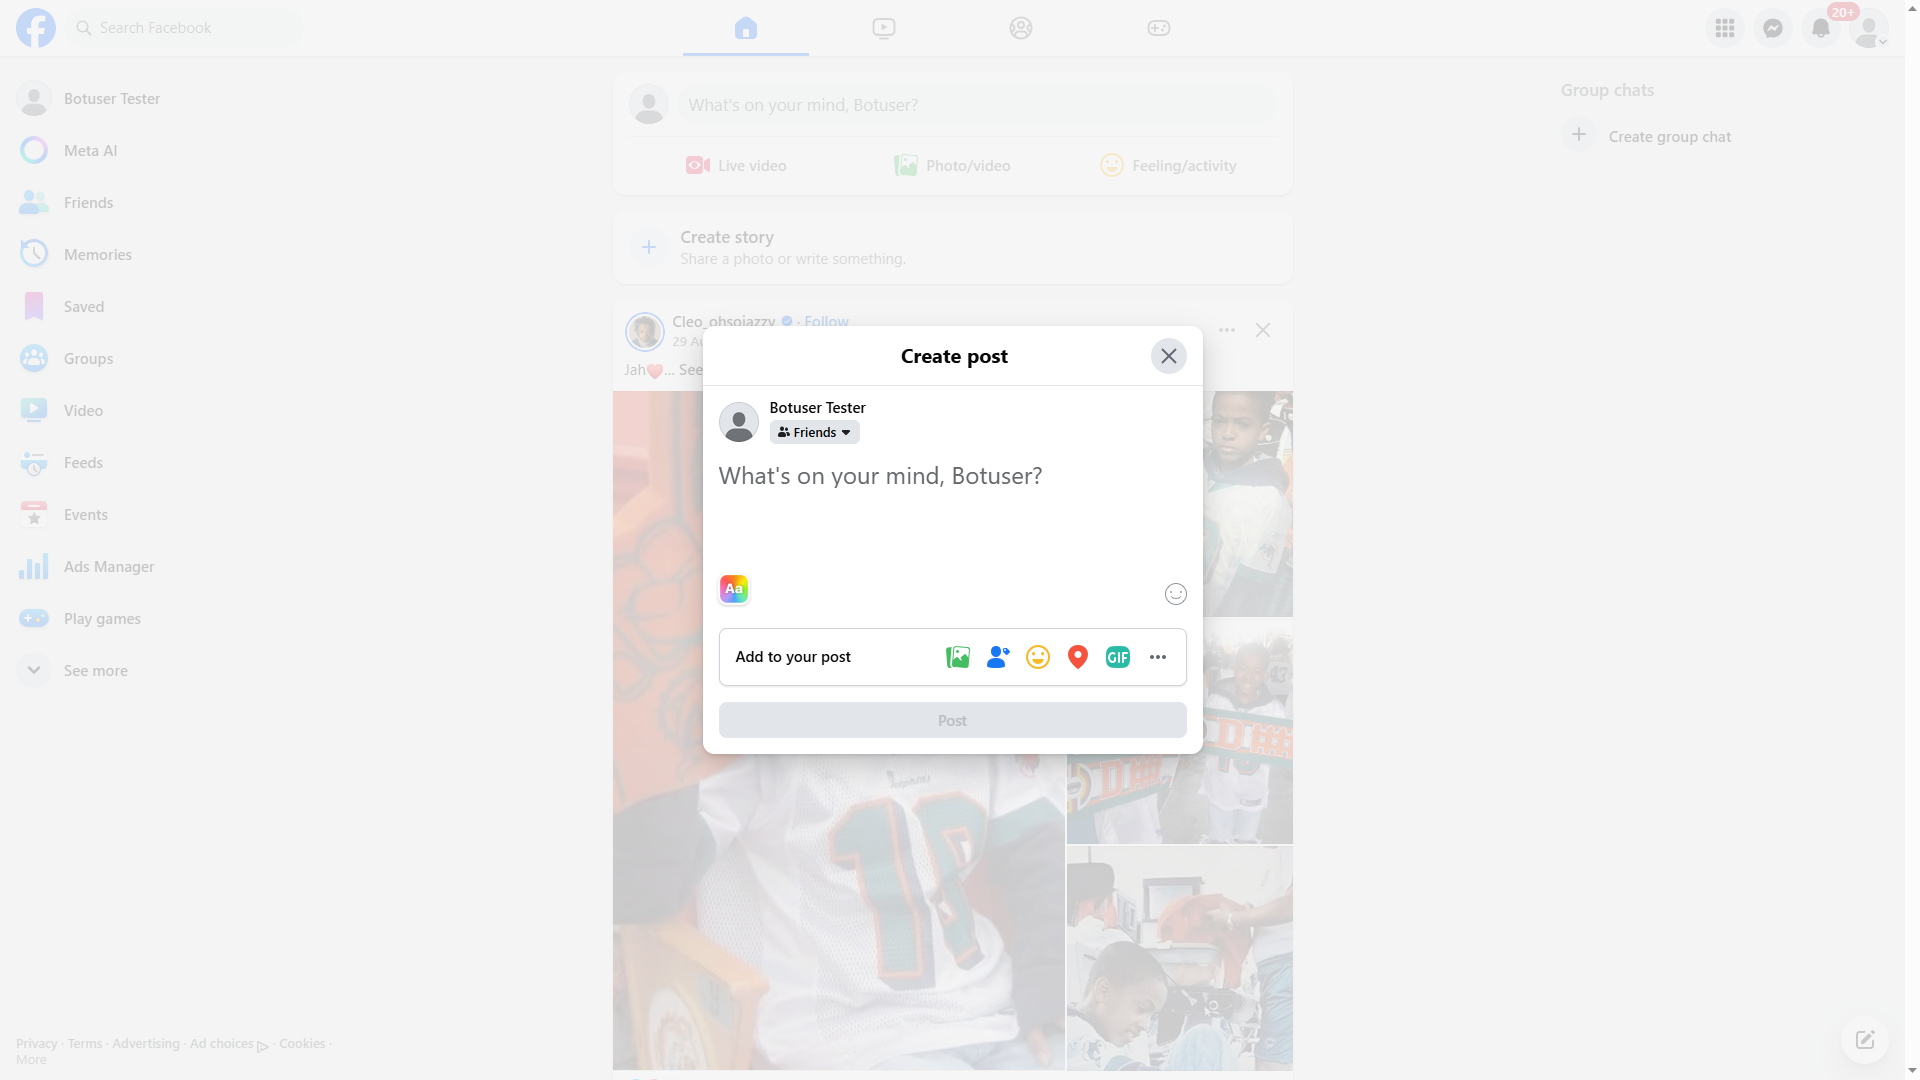 Search Facebook
20+
Botuser Tester
Meta AI
Friends
Memories
Saved
Groups
Video
Feeds
Events
Ads Manager
Play games
See more
Privacy · Terms · Advertising · Ad choices · Cookies ·
More
What's on your mind, Botuser?
Live video
Photo/video
Feeling/activity
Create story
Share a photo or write something.
Cleo_ohsojazzy · Follow
29
Jah❤️... See
Create post
Botuser Tester
Friends
What's on your mind, Botuser?
Aa
Add to your post
GIF
Post
Group chats
Create group chat